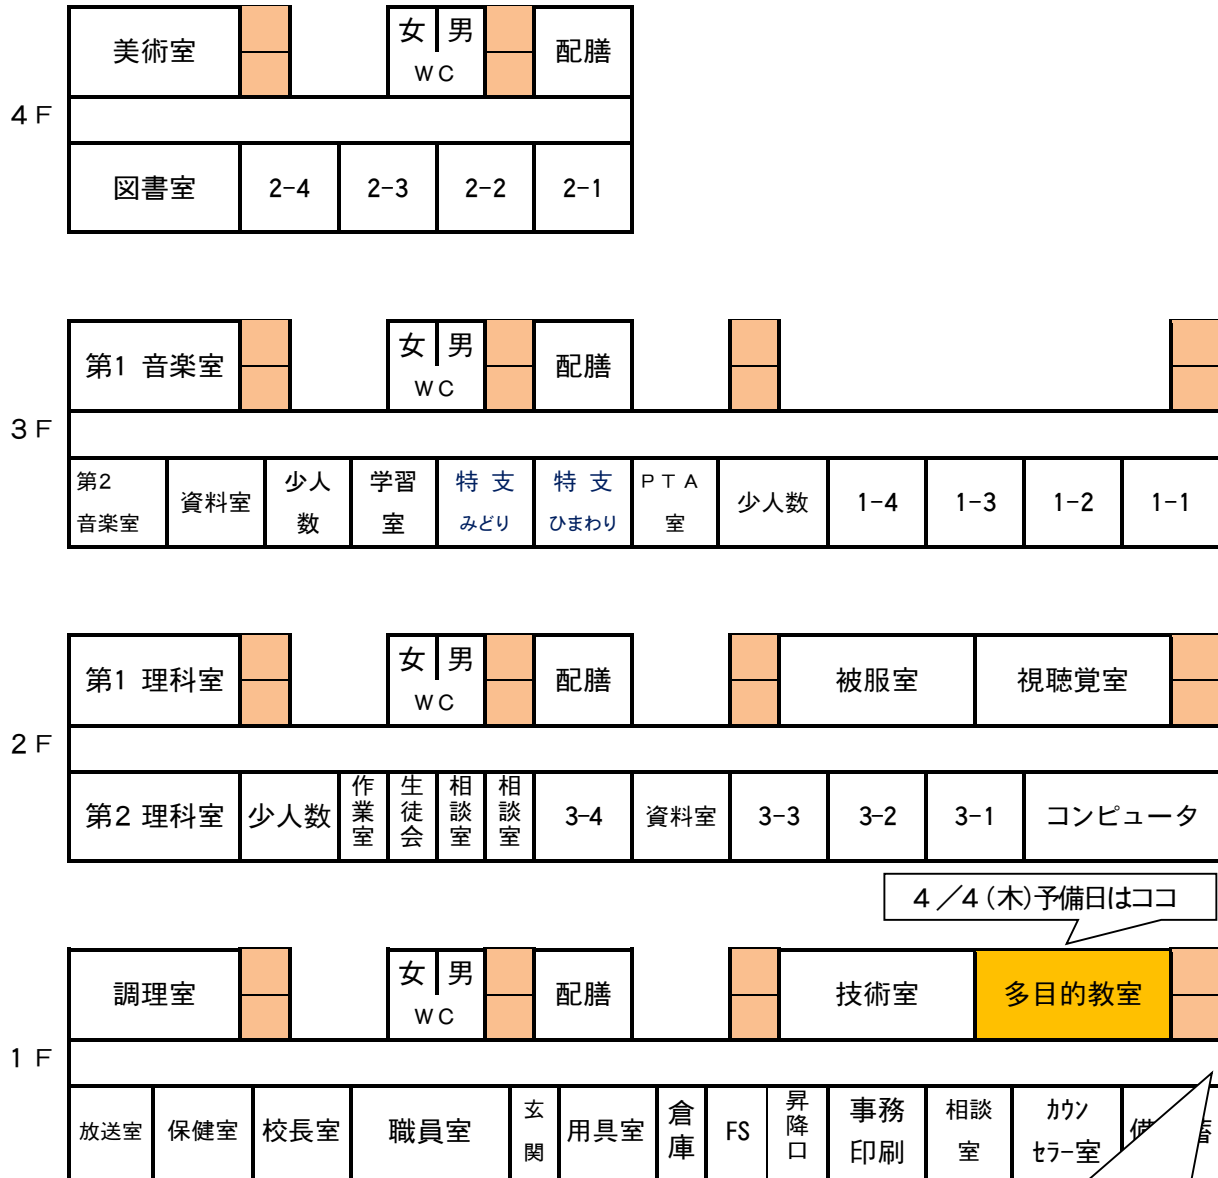 美術室
女 男
WC
配膳
4F
図書室 2-4 2-3 2-2 2-1
第1 音楽室
女 男
WC
配膳
3F
第2
音楽室
資料室
少人
数
学習
室
特 支
みどり
特 支
ひまわり
PTA
室
少人数 1-4 1-3 1-2 1-1
第1 理科室
女 男
WC
配膳
被服室
視聴覚室
2F
第2 理科室
少人数
作業室
生徒会
相談室
相談室
3-4
資料室
3-3 3-2 3-1
コンピュータ
4/4(木)予備日はココ
調理室
女 男
WC
配膳
技術室
多目的教室
1F
放送室
保健室
校長室
職員室
玄
関
用具室
倉庫
FS
昇降口
事務
印刷
相談
室
カウン
セラー室